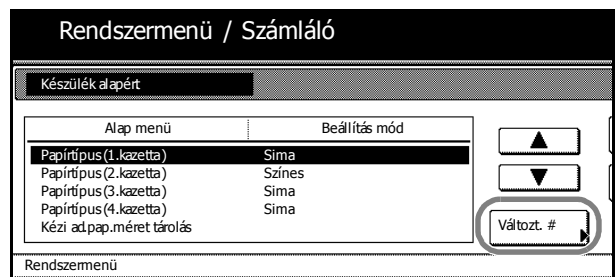 Rendszermenü / Számláló
Készülék alapért
Alap menü Beállítás mód
Papírtípus(1.kazetta) Sima
Papírtípus(2.kazetta) Színes
Papírtípus(3.kazetta) Sima
Papírtípus(4.kazetta) Sima
Kézi ad.pap.méret tárolás
Változt. #
Rendszermenü